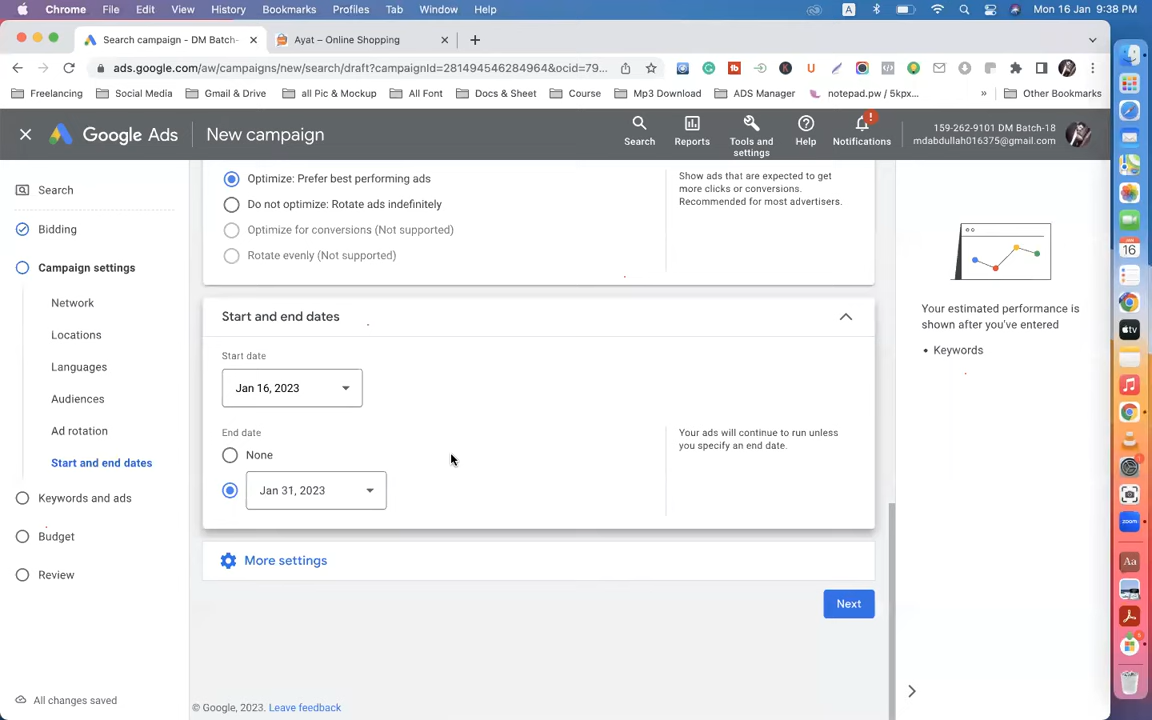 Chrome File Edit View History Bookmarks Profiles Tab Window Help A Mon 16 Jan 9:38 PM
Search campaign - DM Batch- Ayat – Online Shopping
ads.google.com/aw/campaigns/new/search/draft?campaignId=281494546284964&ocid=79...
Freelancing Social Media Gmail & Drive all Pic & Mockup All Font Docs & Sheet Course Mp3 Download ADS Manager notepad.pw / 5kpx... » Other Bookmarks
Google Ads New campaign
Search Reports Tools and settings Help Notifications
159-262-9101 DM Batch-18
mdabdullah016375@gmail.com
Search
Bidding
Campaign settings
Network
Locations
Languages
Audiences
Ad rotation
Start and end dates
Keywords and ads
Budget
Review
All changes saved
Optimize: Prefer best performing ads
Do not optimize: Rotate ads indefinitely
Optimize for conversions (Not supported)
Rotate evenly (Not supported)
Show ads that are expected to get
more clicks or conversions.
Recommended for most advertisers.
Start and end dates
Start date
Jan 16, 2023
End date
None
Jan 31, 2023
Your ads will continue to run unless
you specify an end date.
More settings
Next
© Google, 2023. Leave feedback
Your estimated performance is
shown after you've entered
• Keywords
JAN
16
tv
zoom
Aa